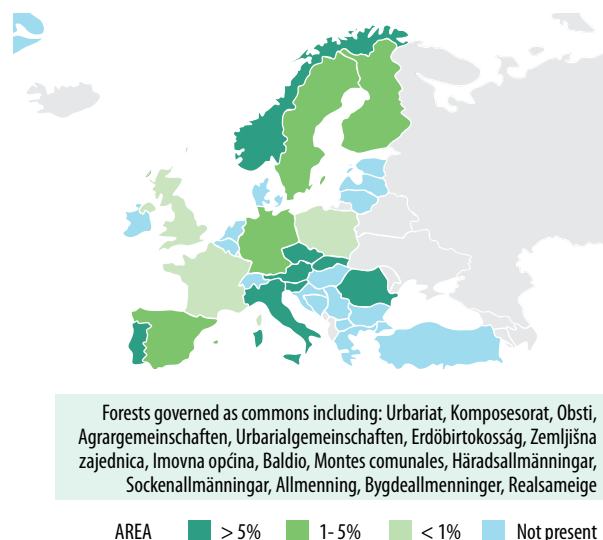 Forests governed as commons including: Urbariat, Komposesorat, Obsti,
Agrargemeinschaften, Urbarialgemeinschaften, Erdöbirtokosság, Zemljišna
zajednica, Imovna općina, Baldio, Montes comunales, Häradsallmänningar,
Sockenallmänningar, Allmenning, Bygdeallmenninger, Realsameige
AREA > 5% 1- 5% < 1% Not present